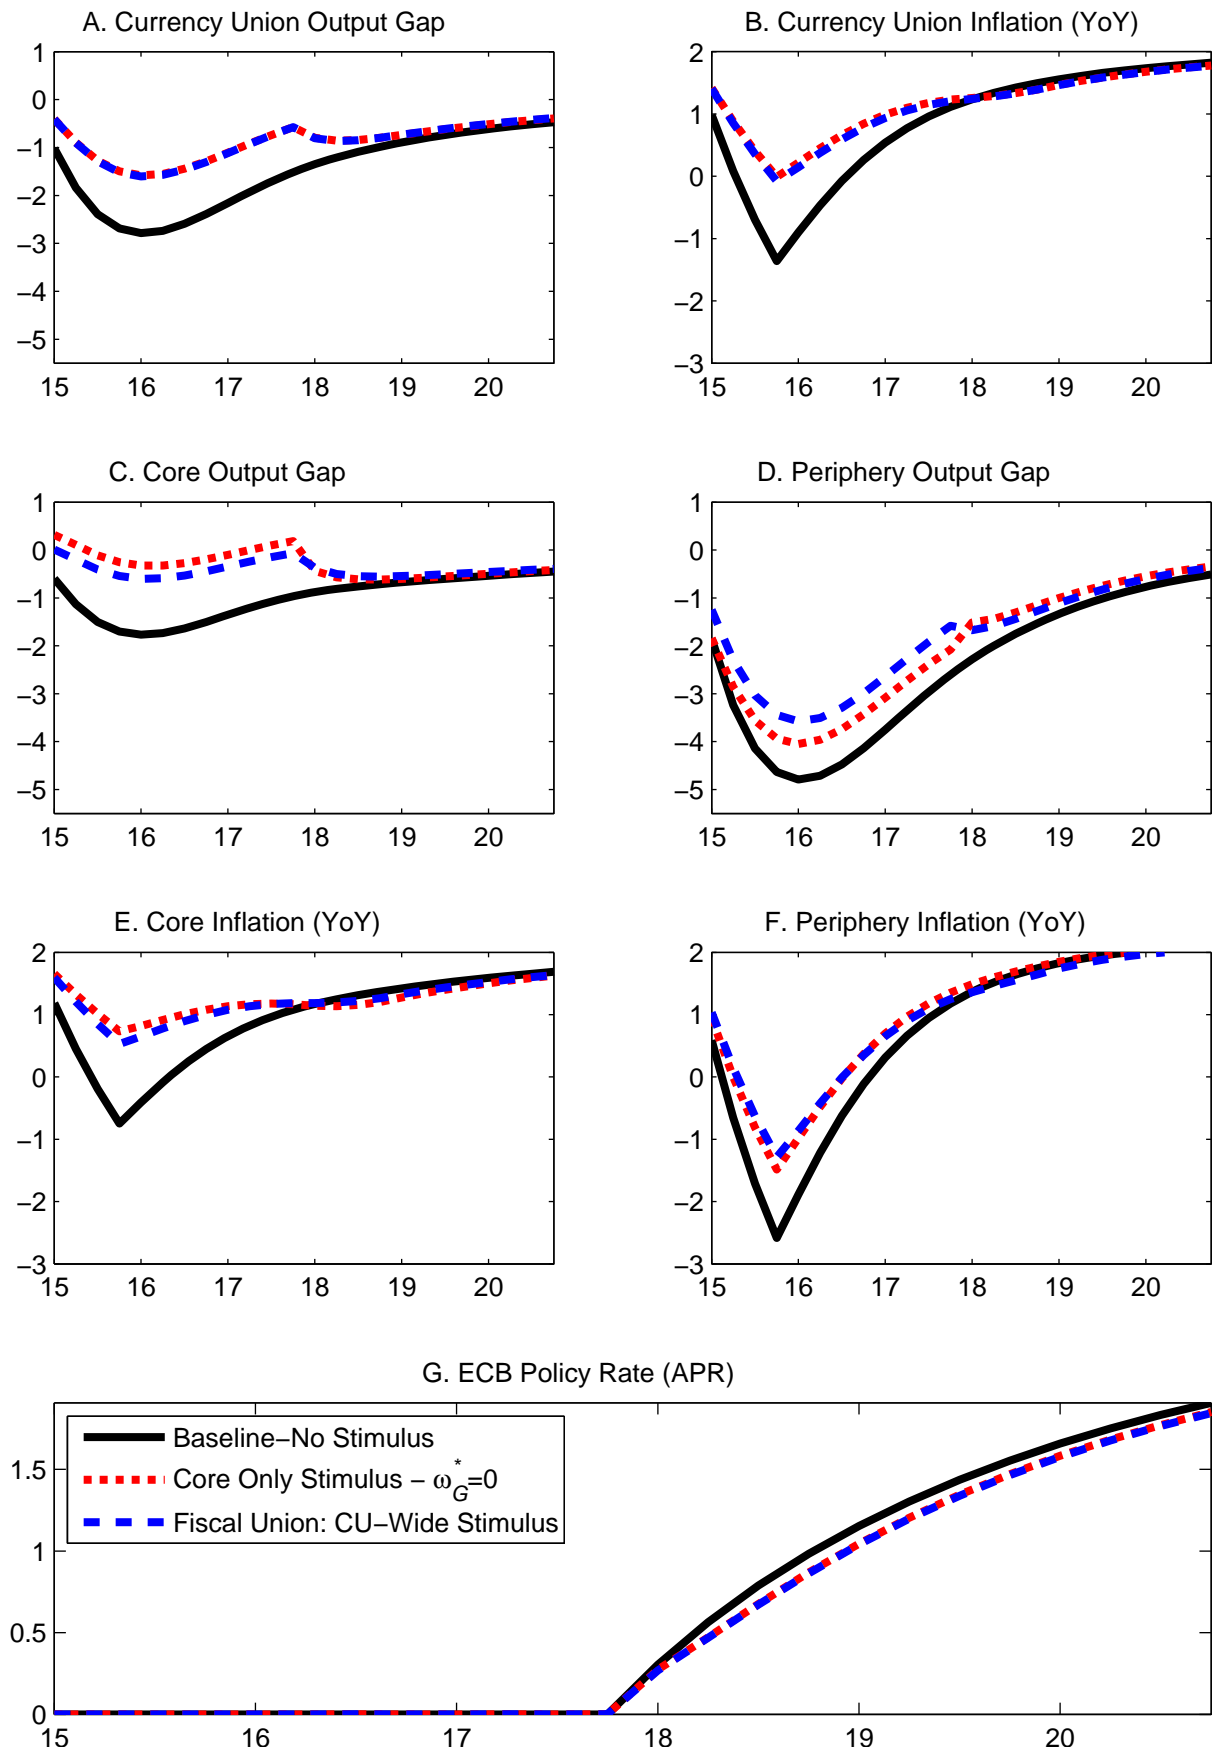 A. Currency Union Output Gap
1
0
−1
−2
−3
−4
−5
15 16 17 18 19 20
B. Currency Union Inflation (YoY)
2
1
0
−1
−2
−3
15 16 17 18 19 20
C. Core Output Gap
1
0
−1
−2
−3
−4
−5
15 16 17 18 19 20
D. Periphery Output Gap
1
0
−1
−2
−3
−4
−5
15 16 17 18 19 20
E. Core Inflation (YoY)
2
1
0
−1
−2
−3
15 16 17 18 19 20
F. Periphery Inflation (YoY)
2
1
0
−1
−2
−3
15 16 17 18 19 20
G. ECB Policy Rate (APR)
1.5
1
0.5
0
15 16 17 18 19 20
Baseline−No Stimulus
Core Only Stimulus − ω*G=0
Fiscal Union: CU−Wide Stimulus